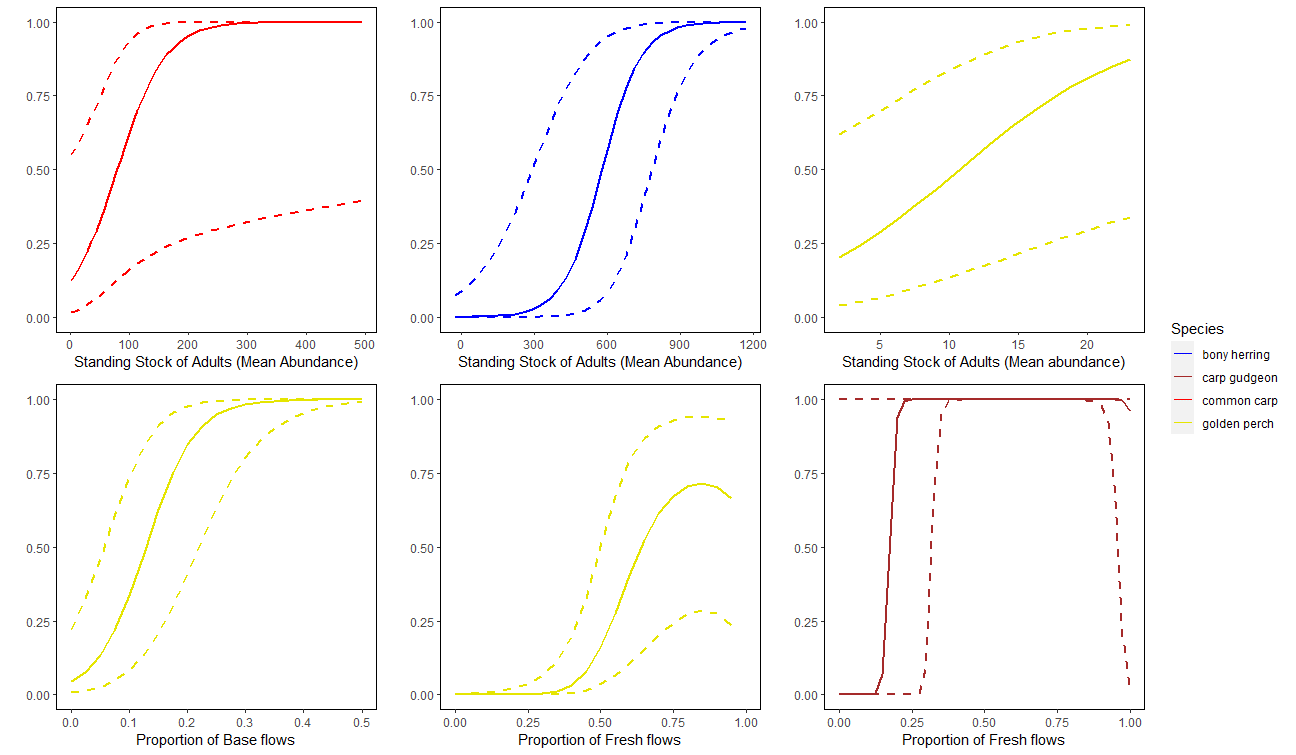 1.00
0.75
0.50
0.25
0.00
0 100 200 300 400 500
Standing Stock of Adults (Mean Abundance)
1.00
0.75
0.50
0.25
0.00
0 300 600 900 1200
Standing Stock of Adults (Mean Abundance)
1.00
0.75
0.50
0.25
0.00
5 10 15 20
Standing Stock of Adults (Mean abundance)
1.00
0.75
0.50
0.25
0.00
0.0 0.1 0.2 0.3 0.4 0.5
Proportion of Base flows
1.00
0.75
0.50
0.25
0.00
0.00 0.25 0.50 0.75 1.00
Proportion of Fresh flows
1.00
0.75
0.50
0.25
0.00
0.00 0.25 0.50 0.75 1.00
Proportion of Fresh flows
Species
bony herring
carp gudgeon
common carp
golden perch